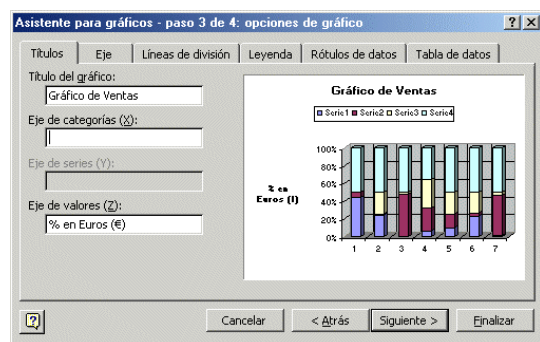 Asistente para gráficos - paso 3 de 4: opciones de gráfico
Títulos Eje Líneas de división Leyenda Rótulos de datos Tabla de datos
Título del gráfico:
Gráfico de Ventas
Eje de categorías (X):
Eje de series (Y):
Eje de valores (Z):
% en Euros (€)
Gráfico de Ventas
Serie1 Serie2 Serie3 Serie4
100%
80%
60%
40%
20%
0%
% en
Euros (I)
1 2 3 4 5 6 7
Cancelar < Atrás Siguiente > Finalizar